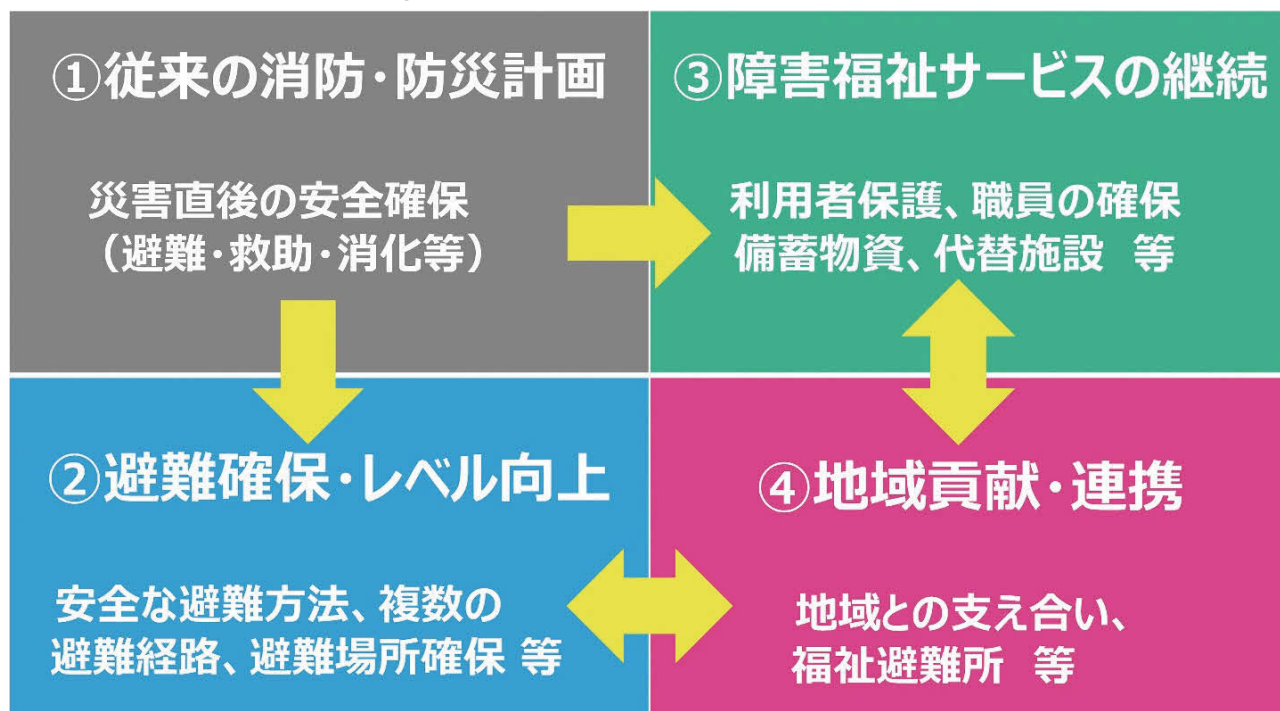 ①従来の消防・防災計画
災害直後の安全確保
（避難・救助・消化等）
②避難確保・レベル向上
安全な避難方法、複数の
避難経路、避難場所確保 等
③障害福祉サービスの継続
利用者保護、職員の確保
備蓄物資、代替施設 等
④地域貢献・連携
地域との支え合い、
福祉避難所 等